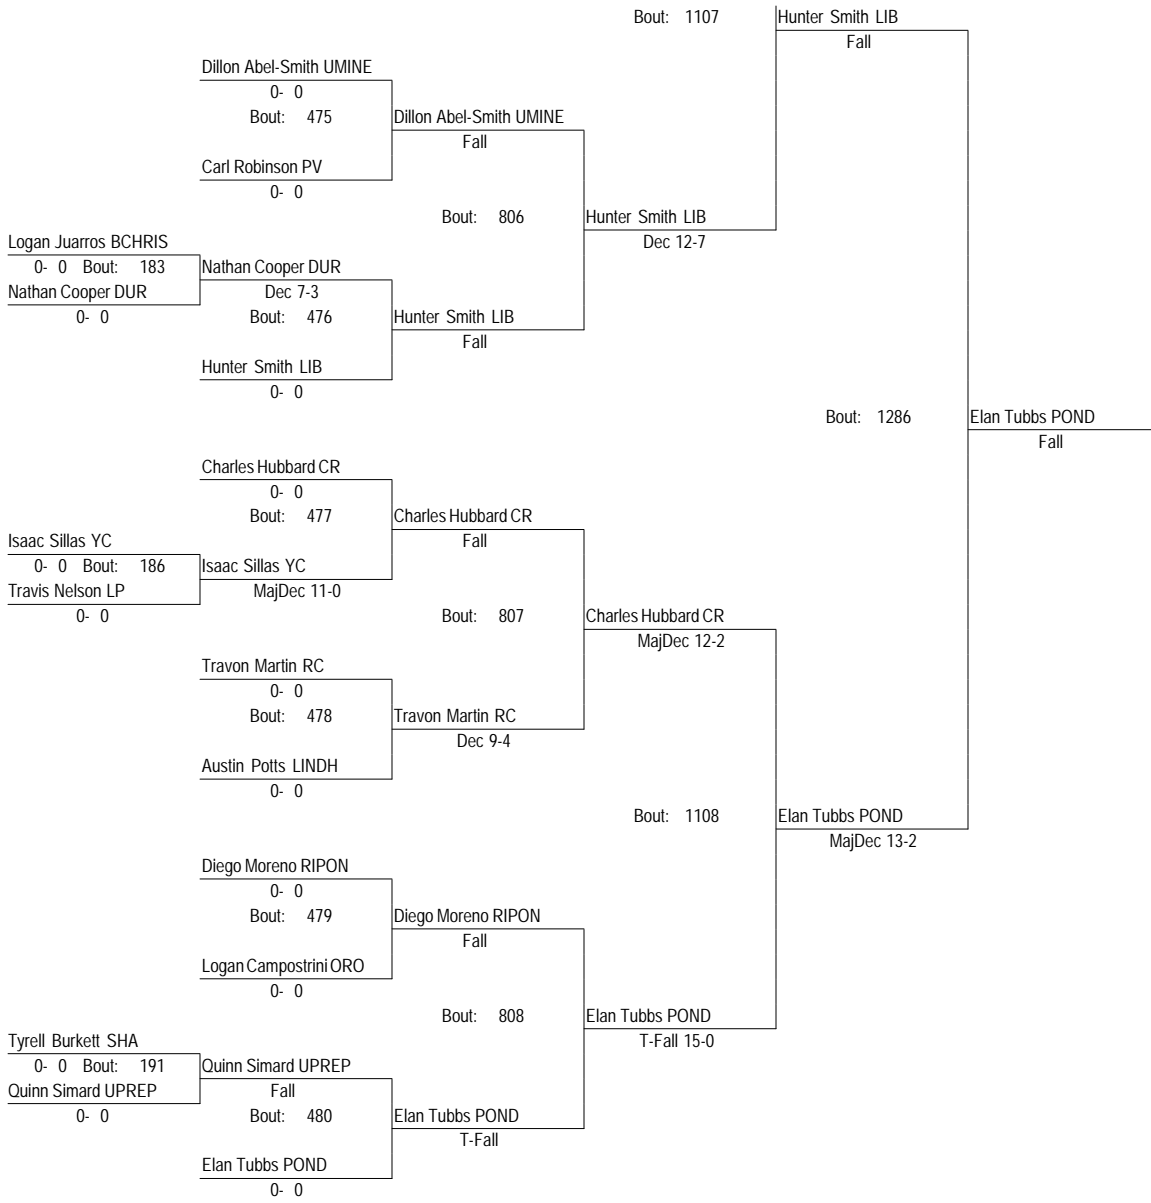 Bout: 1107 Hunter Smith LIB
Fall
Dillon Abel-Smith UMINE
0- 0
Bout: 475 Dillon Abel-Smith UMINE
Fall
Carl Robinson PV
0- 0
Bout: 806 Hunter Smith LIB
Dec 12-7
Logan Juarros BCHRIS
0- 0 Bout: 183 Nathan Cooper DUR
Nathan Cooper DUR Dec 7-3
0- 0 Bout: 476 Hunter Smith LIB
Fall
Hunter Smith LIB
0- 0
Bout: 1286 Elan Tubbs POND
Fall
Charles Hubbard CR
0- 0
Bout: 477 Charles Hubbard CR
Isaac Sillas YC Fall
0- 0 Bout: 186 Isaac Sillas YC
Travis Nelson LP MajDec 11-0
0- 0 Bout: 807 Charles Hubbard CR
MajDec 12-2
Travon Martin RC
0- 0
Bout: 478 Travon Martin RC
Dec 9-4
Austin Potts LINDH
0- 0
Bout: 1108 Elan Tubbs POND
MajDec 13-2
Diego Moreno RIPON
0- 0
Bout: 479 Diego Moreno RIPON
Fall
Logan Campostrini ORO
0- 0
Bout: 808 Elan Tubbs POND
T-Fall 15-0
Tyrell Burkett SHA
0- 0 Bout: 191 Quinn Simard UPREP
Quinn Simard UPREP Fall
0- 0 Bout: 480 Elan Tubbs POND
T-Fall
Elan Tubbs POND
0- 0